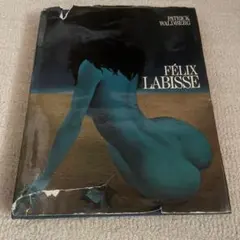 PATRICK
WALDBERG
FÉLIX
LABISSE